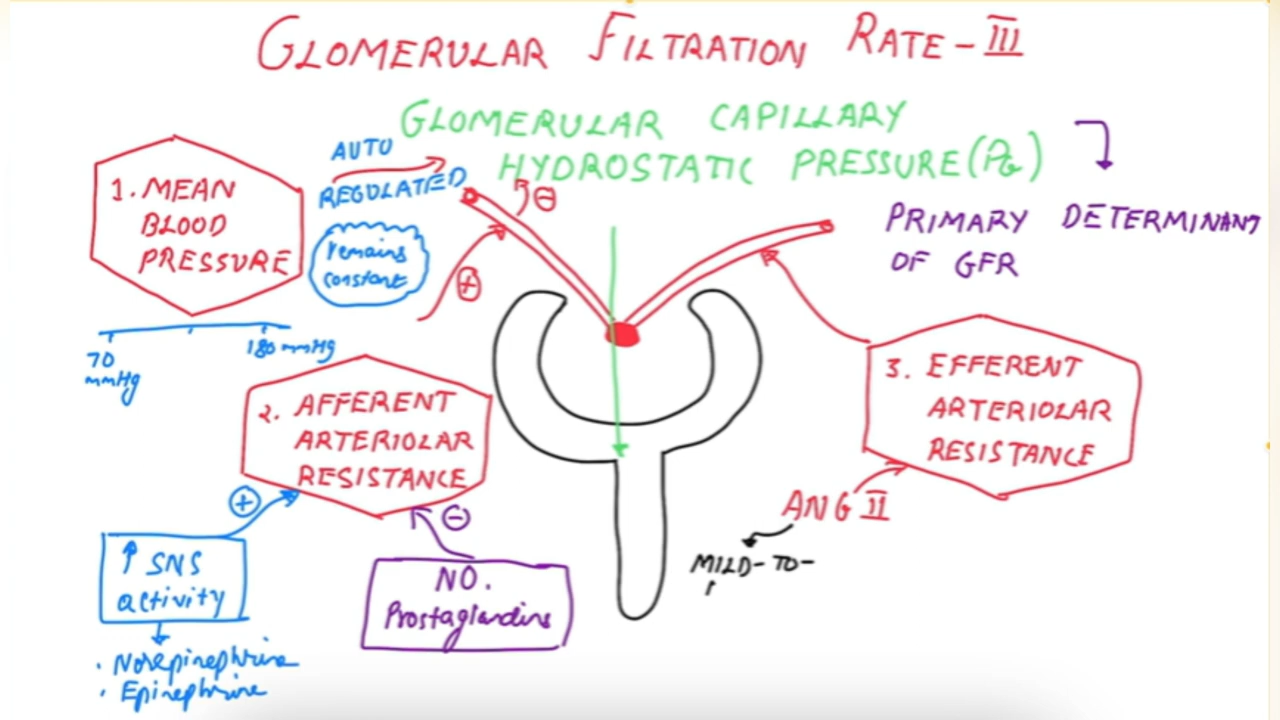 GLOMERULAR FILTRATION RATE-III
GLOMERULAR CAPILLARY
HYDROSTATIC PRESSURE (PG)
PRIMARY DETERMINANT
OF GFR
1. MEAN
BLOOD
PRESSURE
AUTO
REGULATED
remains
constant
⊖
⊕
70
mmHg
180 mmHg
2. AFFERENT
ARTERIOLAR
RESISTANCE
3. EFFERENT
ARTERIOLAR
RESISTANCE
⊕
↑ SNS
activity
· Norepinephrine
· Epinephrine
⊖
NO.
Prostaglandins
ANG II
MILD-TO-